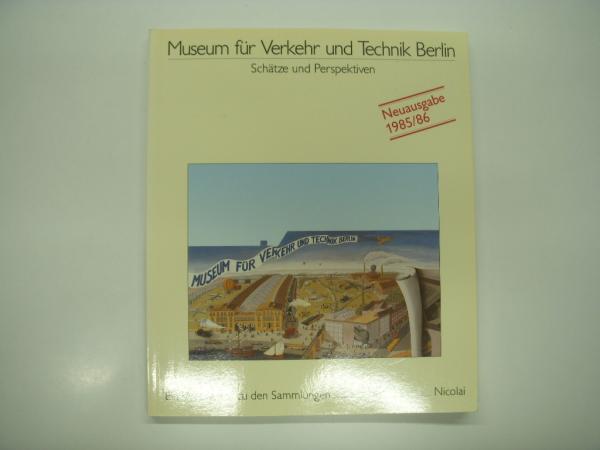 Museum für Verkehr und Technik Berlin
Schätze und Perspektiven
Neuausgabe
1985/86
MUSEUM FÜR VERKEHR UND TECHNIK BERLIN
zu den Sammlungen
Nicolai